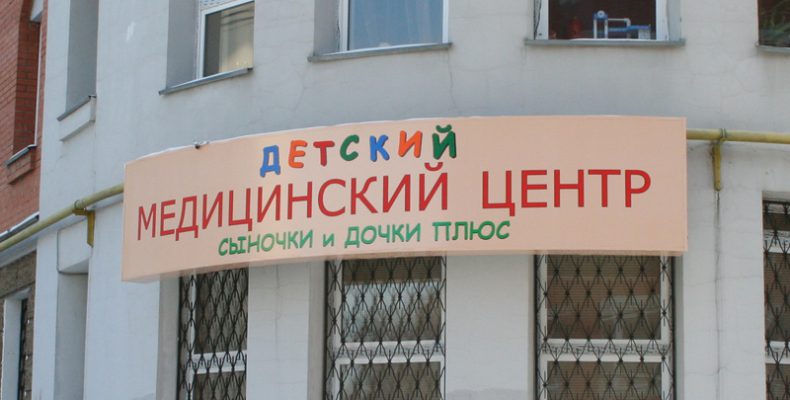 ДЕТСКИЙ
МЕДИЦИНСКИЙ ЦЕНТР
СЫНОЧКИ и ДОЧКИ ПЛЮС